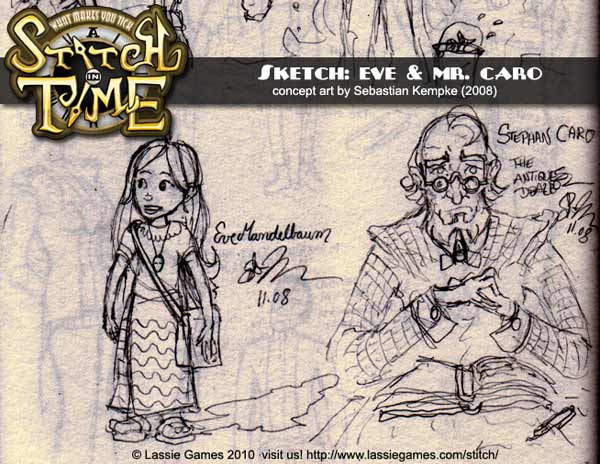 WHAT MAKES YOU TICK
A
STITCH
IN
TIME
SKETCH: EVE & MR. CARO
concept art by Sebastian Kempke (2008)
STEPHAN CARO
THE
ANTIQUES
DEALER
11.08
Eve Mandelbaum
11.08
© Lassie Games 2010 visit us! http://www.lassiegames.com/stitch/